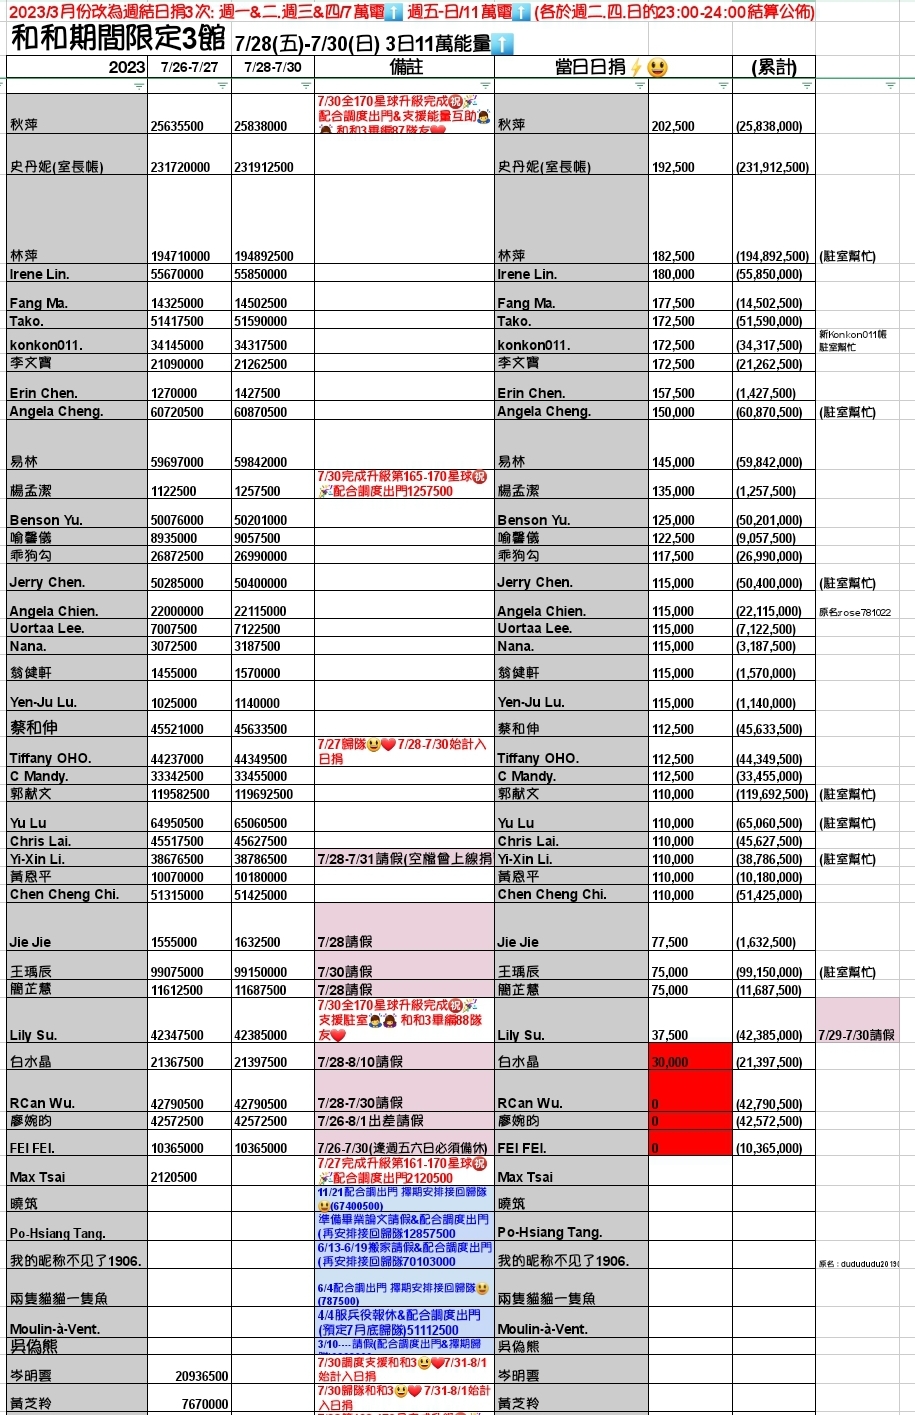 2023/3月份改為週結日捐3次: 週一&二.週三&四/7萬電⬆️ 週五-日/11萬電⬆️ (各於週二.四.日的23:00-24:00結算公佈)
和和期間限定3館 7/28(五)-7/30(日) 3日11萬能量⬆️
2023 7/26-7/27 7/28-7/30 備註 當日日捐⚡😃 (累計)
7/30全170星球升級完成㊗️🎉
配合調度出門&支援能量互助
秋萍 25635500 25838000 和和3畢編87隊友❤️ 秋萍 202,500 (25,838,000)
史丹妮(室長帳) 231720000 231912500 史丹妮(室長帳) 192,500 (231,912,500)
林萍 194710000 194892500 林萍 182,500 (194,892,500) (駐室幫忙)
Irene Lin. 55670000 55850000 Irene Lin. 180,000 (55,850,000)
Fang Ma. 14325000 14502500 Fang Ma. 177,500 (14,502,500)
Tako. 51417500 51590000 Tako. 172,500 (51,590,000)
新Konkon011帳
konkon011. 34145000 34317500 konkon011. 172,500 (34,317,500) 駐室幫忙
李文寶 21090000 21262500 李文寶 172,500 (21,262,500)
Erin Chen. 1270000 1427500 Erin Chen. 157,500 (1,427,500)
Angela Cheng. 60720500 60870500 Angela Cheng. 150,000 (60,870,500) (駐室幫忙)
易林 59697000 59842000 易林 145,000 (59,842,000)
7/30完成升級第165-170星球㊗️
楊孟潔 1122500 1257500 🎉配合調度出門1257500 楊孟潔 135,000 (1,257,500)
Benson Yu. 50076000 50201000 Benson Yu. 125,000 (50,201,000)
喻馨儀 8935000 9057500 喻馨儀 122,500 (9,057,500)
乖狗勾 26872500 26990000 乖狗勾 117,500 (26,990,000)
Jerry Chen. 50285000 50400000 Jerry Chen. 115,000 (50,400,000) (駐室幫忙)
Angela Chien. 22000000 22115000 Angela Chien. 115,000 (22,115,000) 原名:rose781022
Uortaa Lee. 7007500 7122500 Uortaa Lee. 115,000 (7,122,500)
Nana. 3072500 3187500 Nana. 115,000 (3,187,500)
翁健軒 1455000 1570000 翁健軒 115,000 (1,570,000)
Yen-Ju Lu. 1025000 1140000 Yen-Ju Lu. 115,000 (1,140,000)
蔡和伸 45521000 45633500 蔡和伸 112,500 (45,633,500)
7/27歸隊😃❤️ 7/28-7/30始計入
Tiffany OHO. 44237000 44349500 日捐 Tiffany OHO. 112,500 (44,349,500)
C Mandy. 33342500 33455000 C Mandy. 112,500 (33,455,000)
郭献文 119582500 119692500 郭献文 110,000 (119,692,500) (駐室幫忙)
Yu Lu 64950500 65060500 Yu Lu 110,000 (65,060,500) (駐室幫忙)
Chris Lai. 45517500 45627500 Chris Lai. 110,000 (45,627,500)
Yi-Xin Li. 38676500 38786500 7/28-7/31請假(空檔曾上線捐 Yi-Xin Li. 110,000 (38,786,500) (駐室幫忙)
黃恩平 10070000 10180000 黃恩平 110,000 (10,180,000)
Chen Cheng Chi. 51315000 51425000 Chen Cheng Chi. 110,000 (51,425,000)
Jie Jie 1555000 1632500 7/28請假 Jie Jie 77,500 (1,632,500)
王瑀辰 99075000 99150000 7/30請假 王瑀辰 75,000 (99,150,000) (駐室幫忙)
簡芷慧 11612500 11687500 7/28請假 簡芷慧 75,000 (11,687,500)
7/30全170星球升級完成㊗️🎉
支援駐室 和和3畢編88隊
Lily Su. 42347500 42385000 友❤️ Lily Su. 37,500 (42,385,000) 7/29-7/30請假
白水晶 21367500 21397500 7/28-8/10請假 白水晶 30,000 (21,397,500)
RCan Wu. 42790500 42790500 7/28-7/30請假 RCan Wu. 0 (42,790,500)
廖婉昀 42572500 42572500 7/26-8/1出差請假 廖婉昀 0 (42,572,500)
FEI FEI. 10365000 10365000 7/26-7/30(逢週五六日必須備休) FEI FEI. 0 (10,365,000)
7/27完成升級第161-170星球㊗️
Max Tsai 2120500 🎉配合調度出門2120500 Max Tsai
11/21配合調出門 擇期安排接回歸隊
曉筑 😃(67400500) 曉筑
準備畢業論文請假&配合調度出門
Po-Hsiang Tang. (再安排接回歸隊12857500 Po-Hsiang Tang.
6/13-6/19搬家請假&配合調度出門
我的昵称不见了1906. (再安排接回歸隊70103000 我的昵称不见了1906. 原名：dudududu2019(
6/4配合調出門 擇期安排接回歸隊😃
兩隻貓貓一隻魚 (787500) 兩隻貓貓一隻魚
4/4服兵役報休&配合調度出門
Moulin-à-Vent. (預定7月底歸隊)51112500 Moulin-à-Vent.
吳偽熊 3/10----請假(配合調度出門&擇期歸 吳偽熊
7/30調度支援和和3😃❤️7/31-8/1
岑明雲 20936500 始計入日捐 岑明雲
7/30歸隊和和3😃❤️ 7/31-8/1始計
黃芝羚 7670000 入日捐 黃芝羚